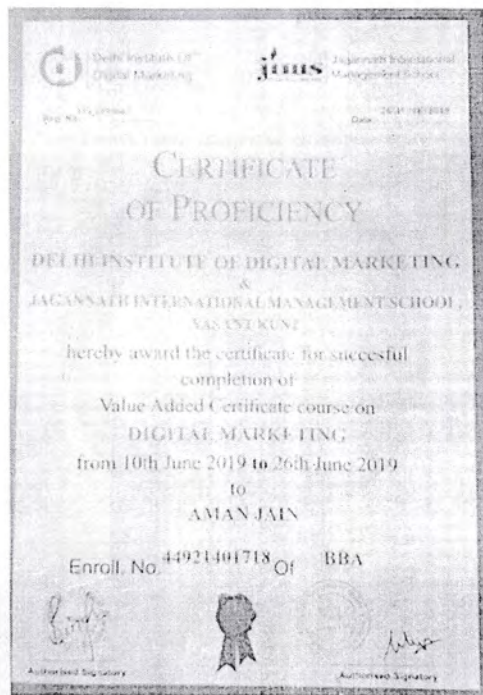 Delhi Institute Of
Digital Marketing
jims
Jagannath International
Management School
Date
CERTIFICATE
OF PROFICIENCY
DELHI INSTITUTE OF DIGITAL MARKETING
&
JAGANNATH INTERNATIONAL MANAGEMENT SCHOOL,
VASANT KUNJ
hereby award the certificate for succesful
completion of
Value Added Certificate course on
DIGITAL MARKETING
from 10th June 2019 to 26th June 2019
to
AMAN JAIN
Enroll. No. 44921401718 Of BBA
Authorised Signatory
Authorised Signatory